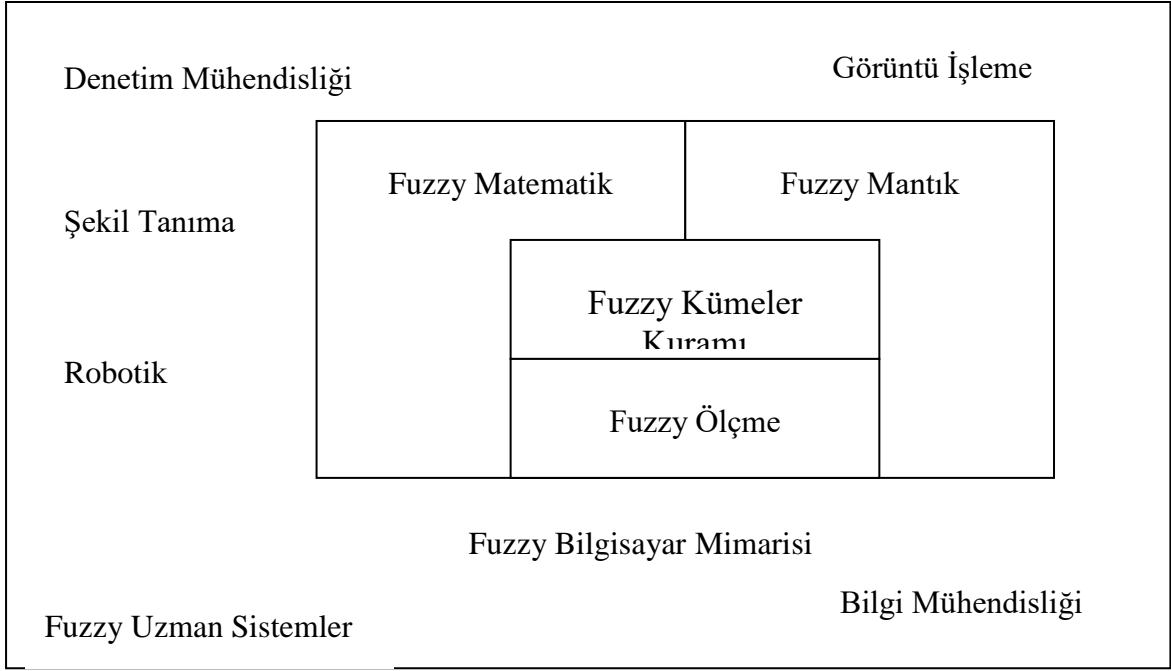 Denetim Mühendisliği
Görüntü İşleme
Fuzzy Matematik
Fuzzy Mantık
Şekil Tanıma
Fuzzy Kümeler
Kuramı
Robotik
Fuzzy Ölçme
Fuzzy Bilgisayar Mimarisi
Bilgi Mühendisliği
Fuzzy Uzman Sistemler